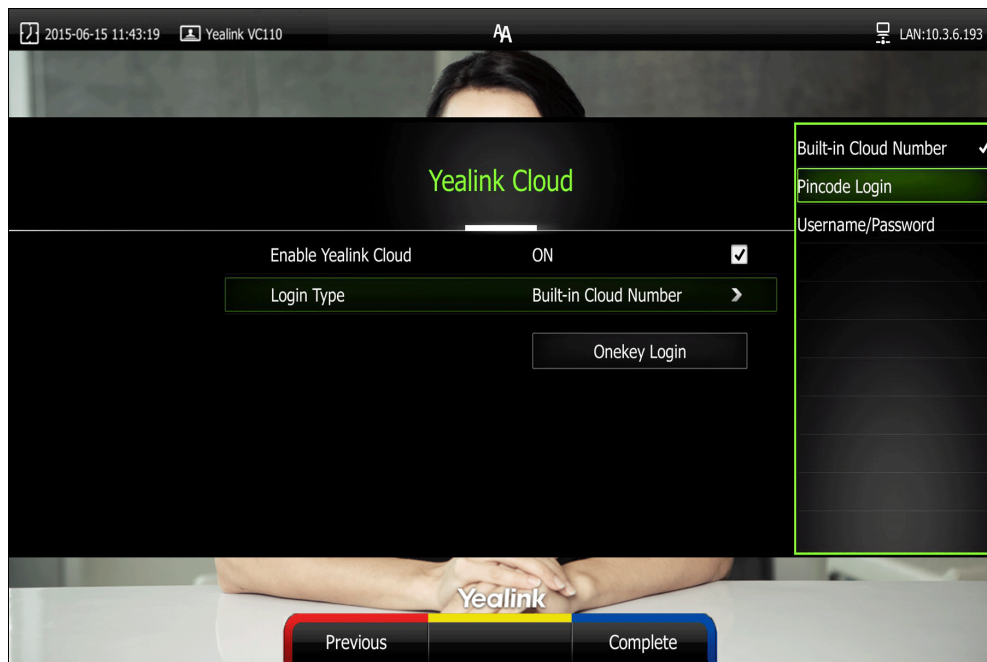 2015-06-15 11:43:19 Yealink VC110 AA LAN:10.3.6.193
Yealink Cloud
Enable Yealink Cloud ON
Login Type Built-in Cloud Number
Onekey Login
Built-in Cloud Number
Pincode Login
Username/Password
Yealink
Previous Complete